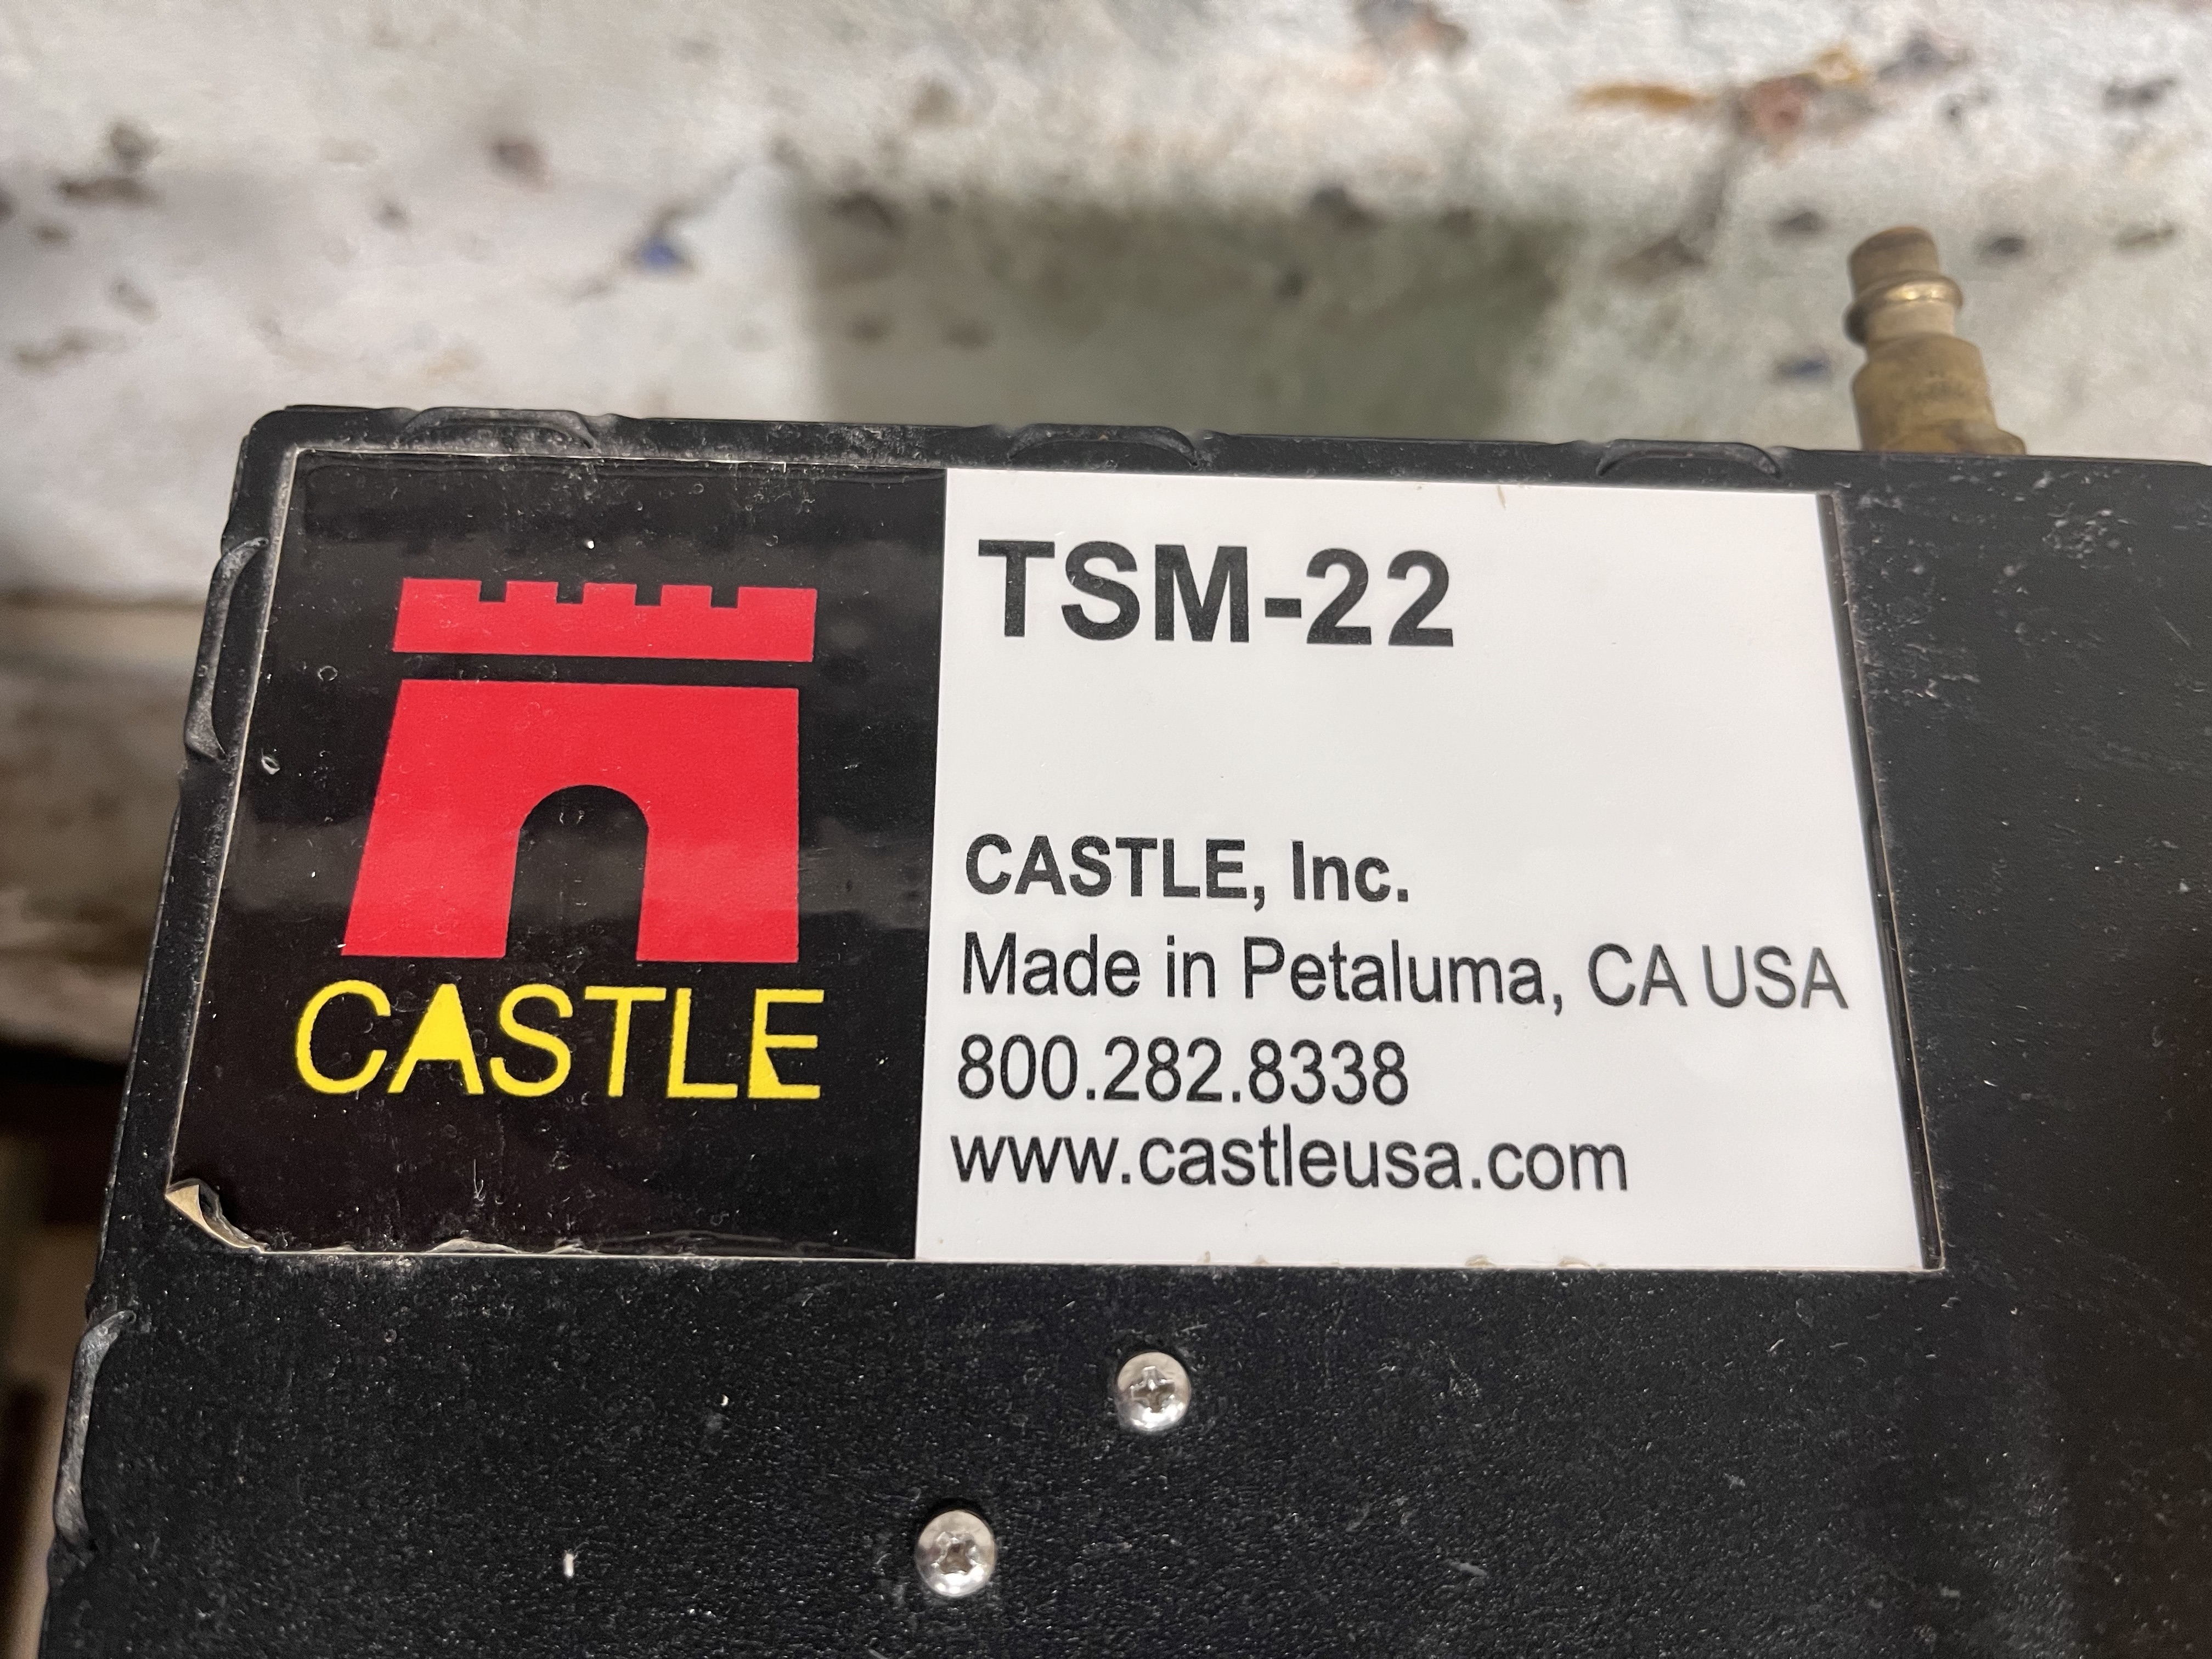 CASTLE
TSM-22
CASTLE, Inc.
Made in Petaluma, CA USA
800.282.8338
www.castleusa.com